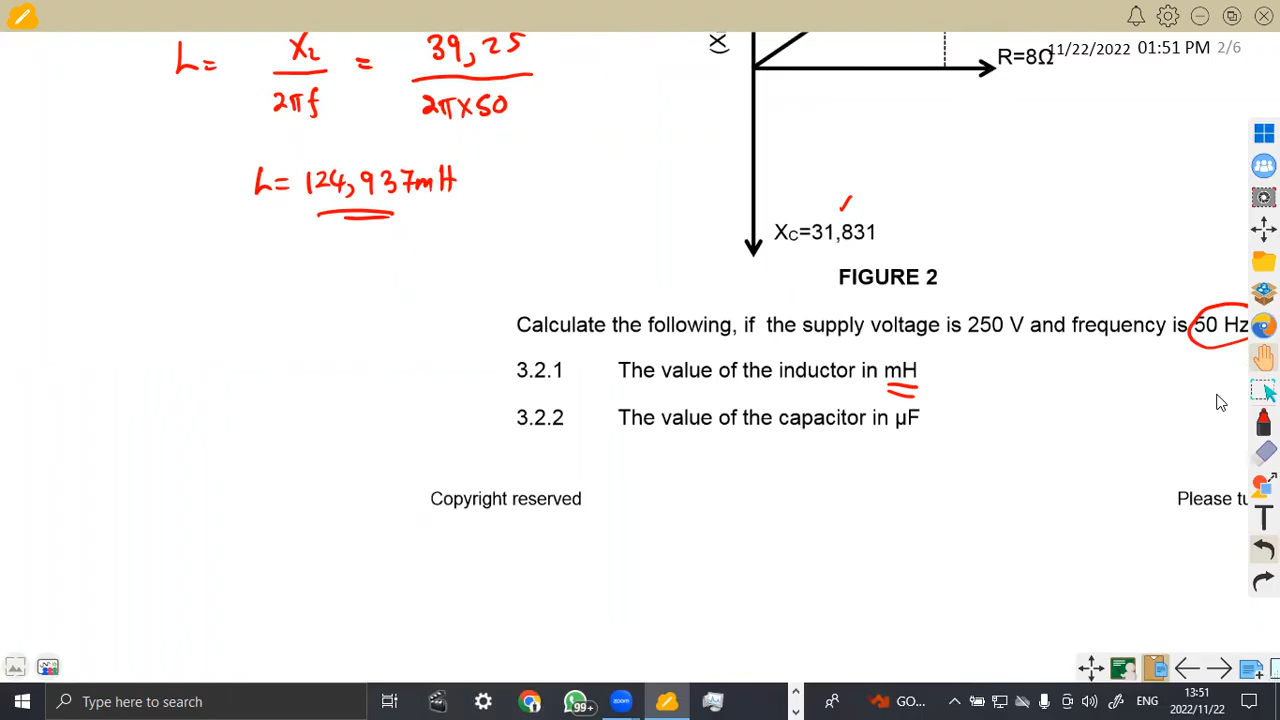 11/22/2022 01:51 PM 2/6
L= X2 / 2πf = 39,25 / 2π×50
R=8Ω
L= 124,937mH
XC=31,831
FIGURE 2
Calculate the following, if the supply voltage is 250 V and frequency is 50 Hz
3.2.1 The value of the inductor in mH
3.2.2 The value of the capacitor in µF
Copyright reserved
Please tu
T
Type here to search
99+
GO...
ENG
13:51
2022/11/22